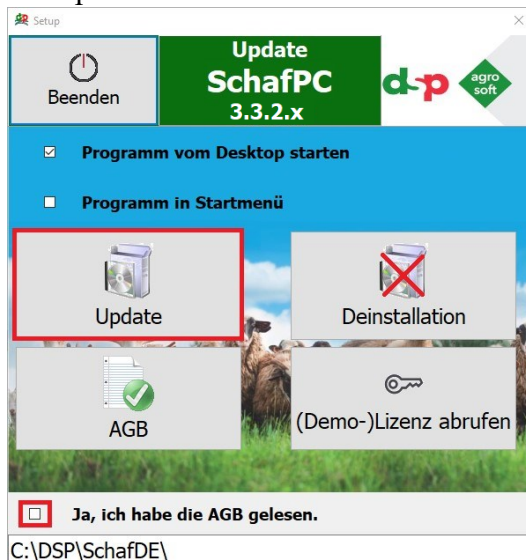 Setup
Beenden
Update
SchafPC
3.3.2.x
dsp
agro
soft
Programm vom Desktop starten
Programm in Startmenü
Update
Deinstallation
AGB
(Demo-)Lizenz abrufen
Ja, ich habe die AGB gelesen.
C:\DSP\SchafDE\